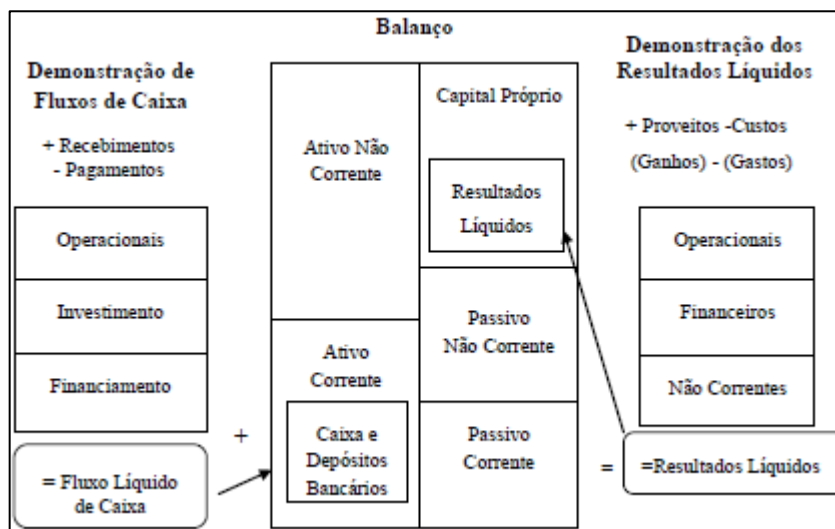 Balanço
Demonstração de
Fluxos de Caixa
+ Recebimentos
- Pagamentos
Operacionais
Investimento
Financiamento
= Fluxo Líquido
de Caixa
+
Ativo Não
Corrente
Ativo
Corrente
Caixa e
Depósitos
Bancários
Capital Próprio
Resultados
Líquidos
Passivo
Não Corrente
Passivo
Corrente
=
Demonstração dos
Resultados Líquidos
+ Proveitos -Custos
(Ganhos) - (Gastos)
Operacionais
Financeiros
Não Correntes
=Resultados Líquidos